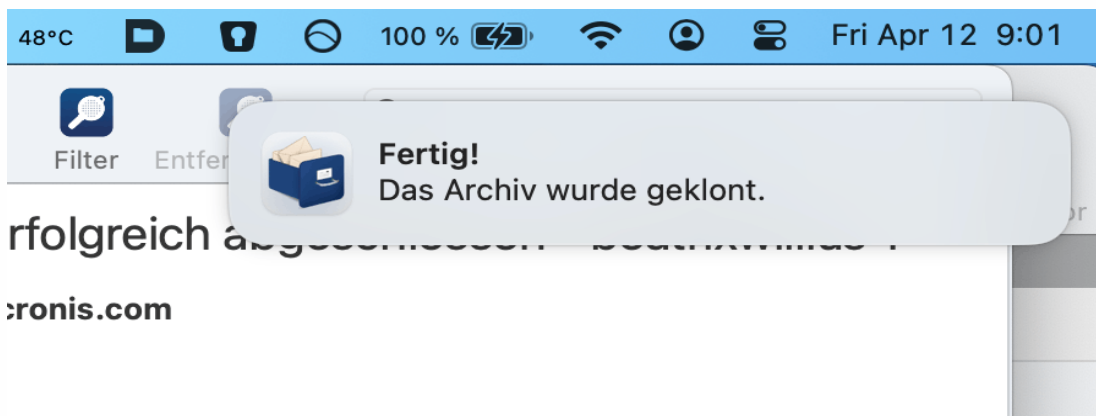 48°C 100 % Fri Apr 12 9:01
Filter
Fertig!
Das Archiv wurde geklont.
rfolgreich
cronis.com